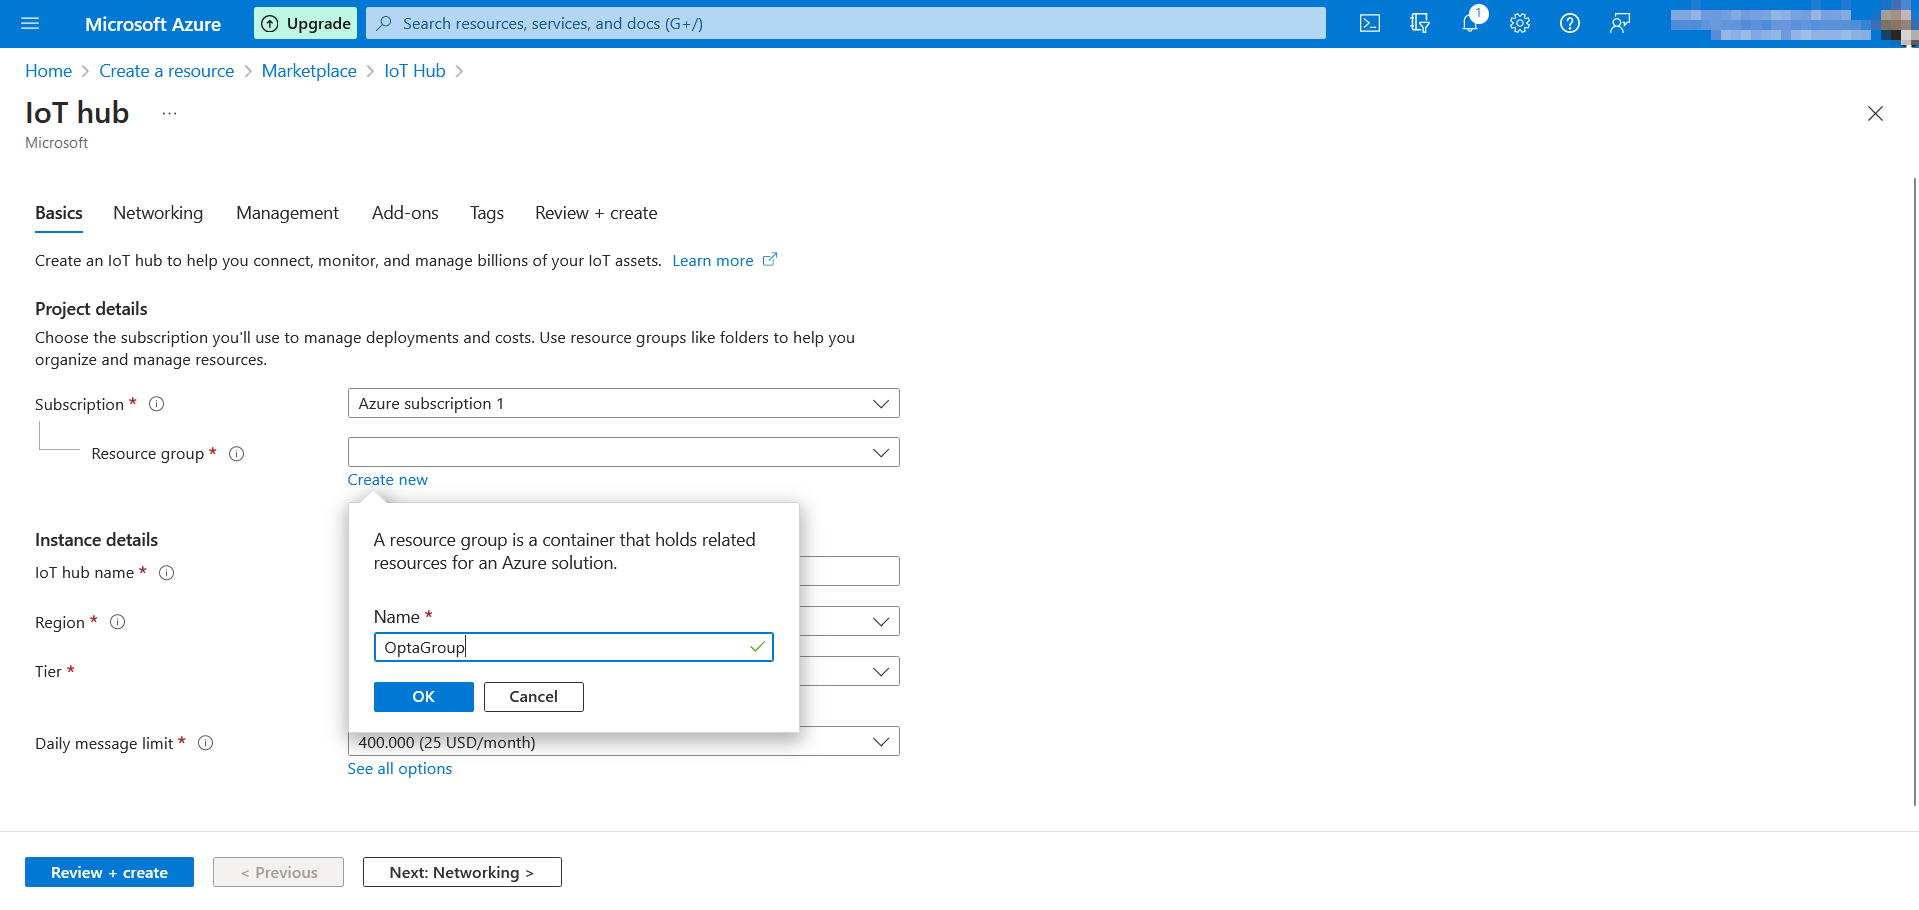 Microsoft Azure
Upgrade
Search resources, services, and docs (G+/)
1
Home > Create a resource > Marketplace > IoT Hub >
IoT hub ...
Microsoft
Basics Networking Management Add-ons Tags Review + create
Create an IoT hub to help you connect, monitor, and manage billions of your IoT assets. Learn more
Project details
Choose the subscription you'll use to manage deployments and costs. Use resource groups like folders to help you
organize and manage resources.
Subscription *
Azure subscription 1
Resource group *
Create new
A resource group is a container that holds related
resources for an Azure solution.
Name *
OptaGroup
OK
Cancel
Instance details
IoT hub name *
Region *
Tier *
Daily message limit *
400.000 (25 USD/month)
See all options
Review + create
< Previous
Next: Networking >